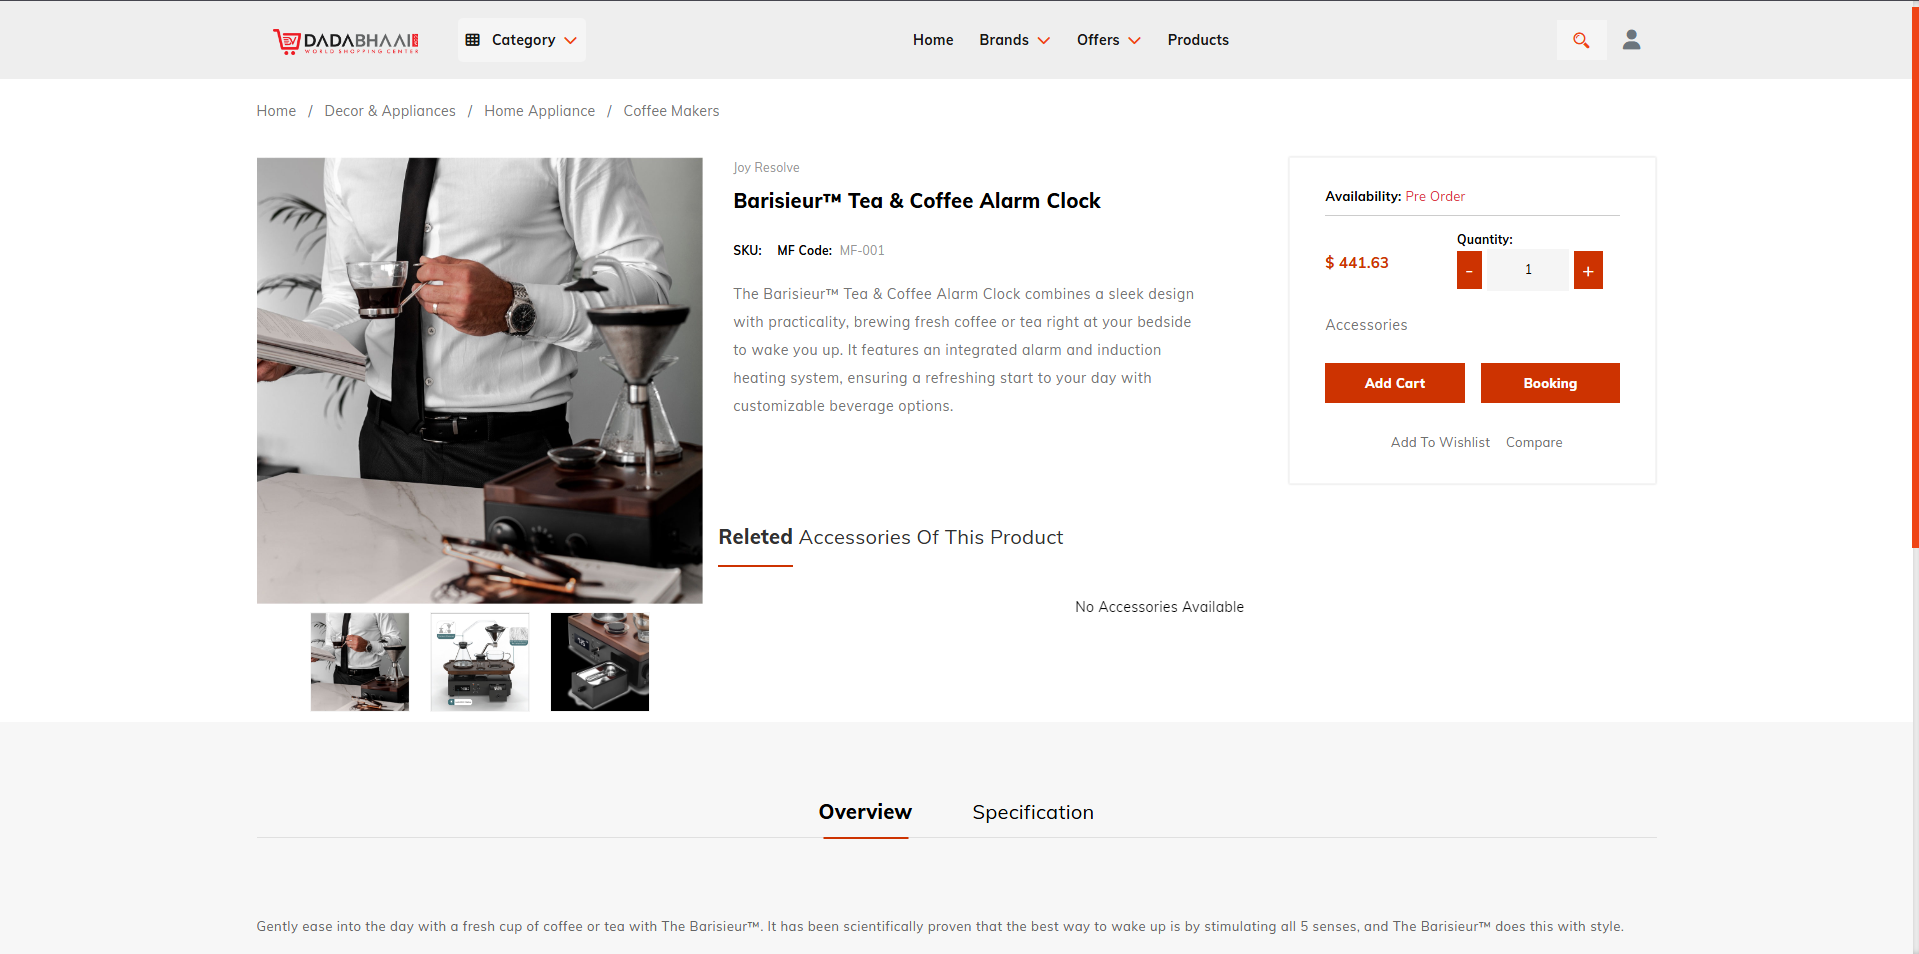 DADABHAAI
WORLD SHOPPING CENTER
Category
Home Brands Offers Products
Home / Decor & Appliances / Home Appliance / Coffee Makers
Joy Resolve
Barisieur™ Tea & Coffee Alarm Clock
SKU: MF Code: MF-001
The Barisieur™ Tea & Coffee Alarm Clock combines a sleek design
with practicality, brewing fresh coffee or tea right at your bedside
to wake you up. It features an integrated alarm and induction
heating system, ensuring a refreshing start to your day with
customizable beverage options.
Availability: Pre Order
Quantity:
$ 441.63
- 1 +
Accessories
Add Cart Booking
Add To Wishlist Compare
Releted Accessories Of This Product
No Accessories Available
Overview Specification
Gently ease into the day with a fresh cup of coffee or tea with The Barisieur™. It has been scientifically proven that the best way to wake up is by stimulating all 5 senses, and The Barisieur™ does this with style.